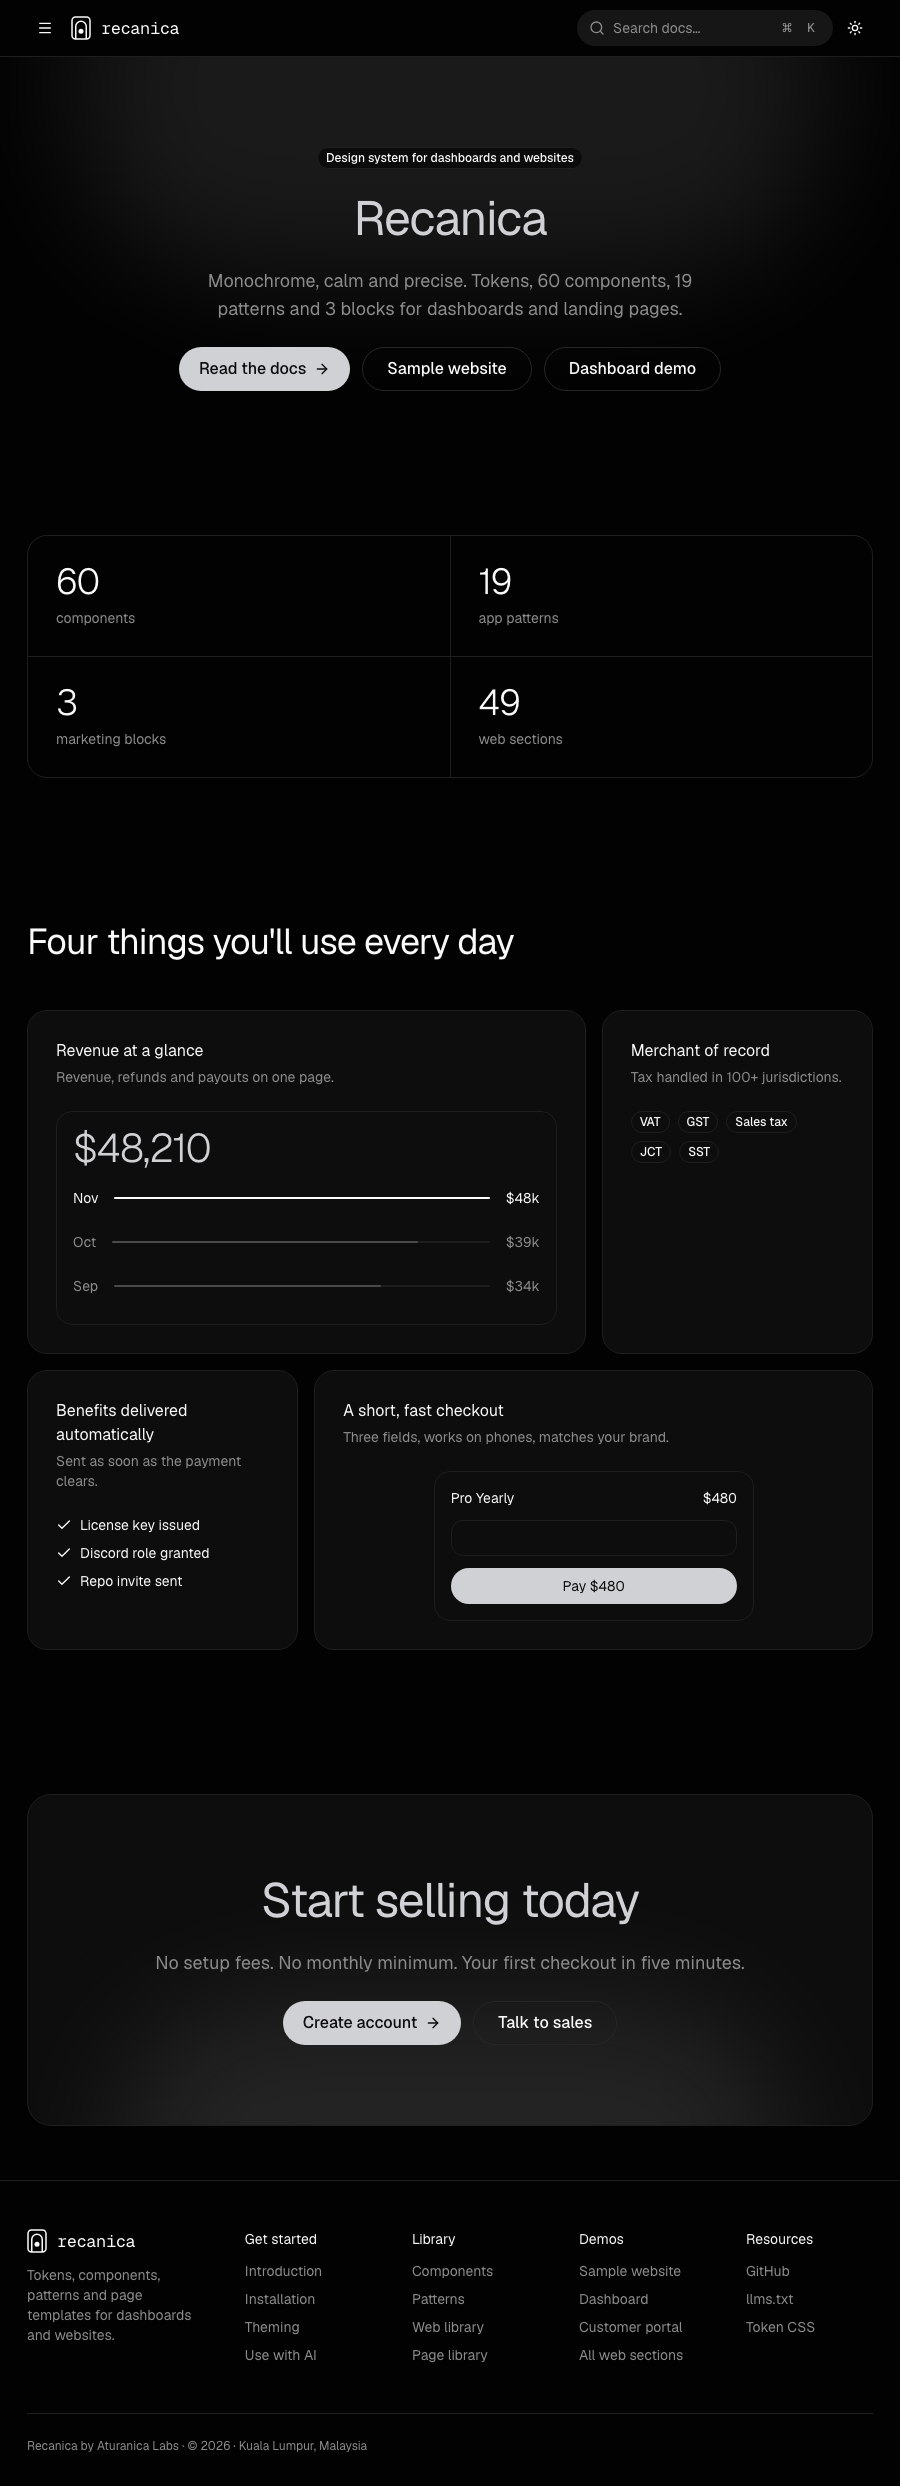 recanica
Search docs...
⌘ K
Design system for dashboards and websites
Recanica
Monochrome, calm and precise. Tokens, 60 components, 19
patterns and 3 blocks for dashboards and landing pages.
Read the docs →
Sample website
Dashboard demo
60
components
19
app patterns
3
marketing blocks
49
web sections
Four things you'll use every day
Revenue at a glance
Revenue, refunds and payouts on one page.
$48,210
Nov $48k
Oct $39k
Sep $34k
Merchant of record
Tax handled in 100+ jurisdictions.
VAT GST Sales tax
JCT SST
Benefits delivered
automatically
Sent as soon as the payment
clears.
License key issued
Discord role granted
Repo invite sent
A short, fast checkout
Three fields, works on phones, matches your brand.
Pro Yearly $480
Pay $480
Start selling today
No setup fees. No monthly minimum. Your first checkout in five minutes.
Create account →
Talk to sales
recanica
Tokens, components,
patterns and page
templates for dashboards
and websites.
Get started
Introduction
Installation
Theming
Use with AI
Library
Components
Patterns
Web library
Page library
Demos
Sample website
Dashboard
Customer portal
All web sections
Resources
GitHub
llms.txt
Token CSS
Recanica by Aturanica Labs · © 2026 · Kuala Lumpur, Malaysia